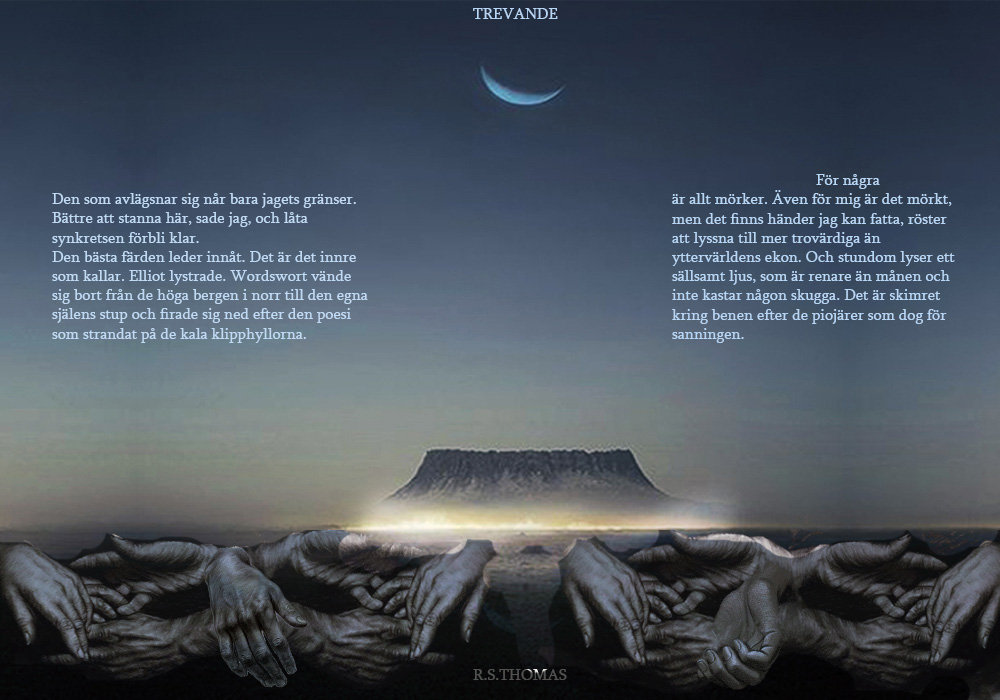 TREVANDE
Den som avlägsnar sig når bara jagets gränser.
Bättre att stanna här, sade jag, och låta
synkretsen förbli klar.
Den bästa färden leder innåt. Det är det innre
som kallar. Elliot lystrade. Wordswort vände
sig bort från de höga bergen i norr till den egna
själens stup och firade sig ned efter den poesi
som strandat på de kala klipphyllorna.
För några
är allt mörker. Även för mig är det mörkt,
men det finns händer jag kan fatta, röster
att lyssna till mer trovärdiga än
yttervärldens ekon. Och stundom lyser ett
sällsamt ljus, som är renare än månen och
inte kastar någon skugga. Det är skimret
kring benen efter de piojärer som dog för
sanningen.
R.S.THOMAS